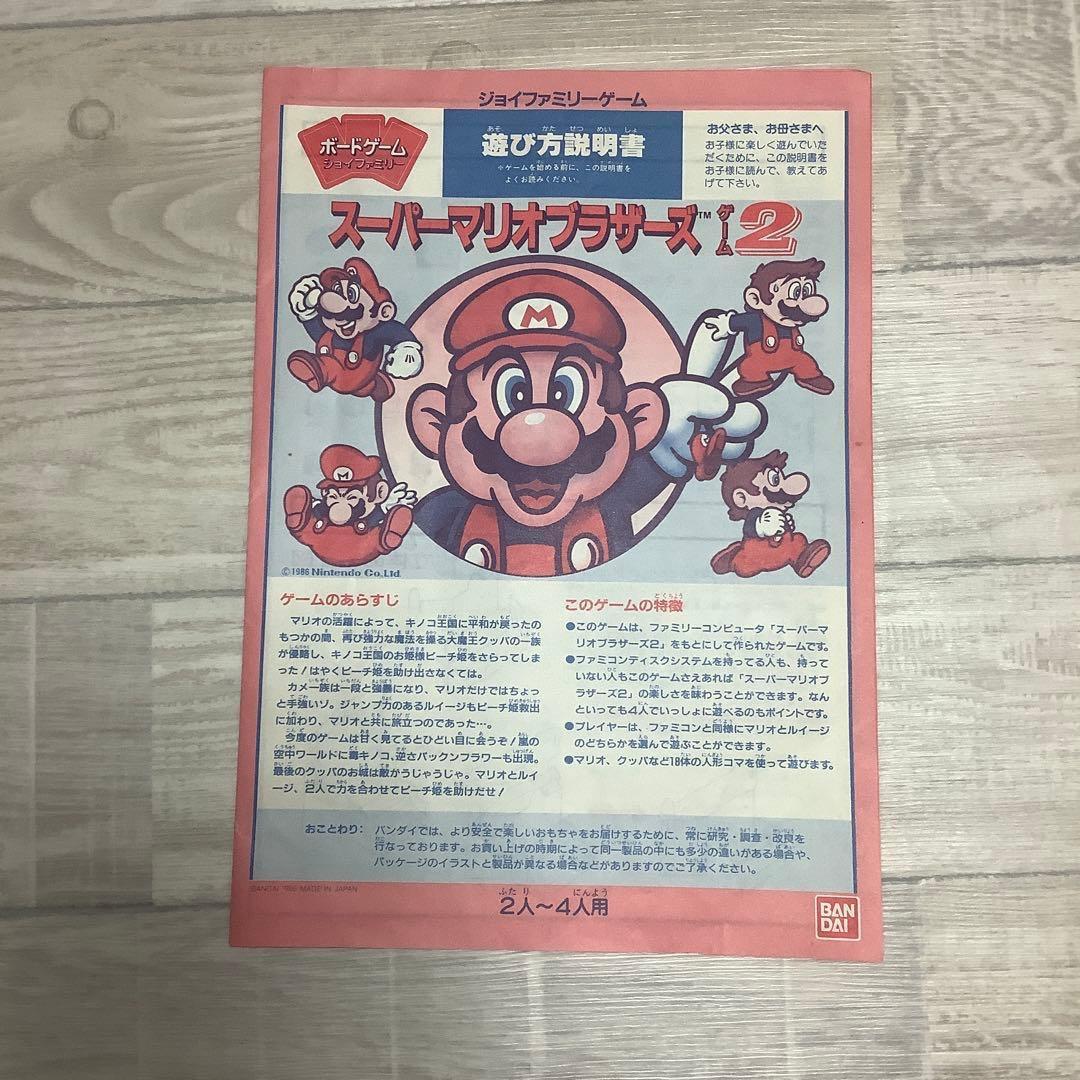 ジョイファミリーゲーム
ボードゲーム
ジョイファミリー
遊び方説明書
※ゲームを始める前に、この説明書を
よくお読みください。
お父さま、お母さまへ
お子様に楽しく遊んでいた
だくために、この説明書を
お子様に読んで、教えてあ
げて下さい。
スーパーマリオブラザーズ™ゲーム2
M
M
©1986 Nintendo Co.,Ltd.
ゲームのあらすじ
マリオの活躍によって、キノコ王国に平和が戻ったの
もつかの間、再び強力な魔法を操る大魔王クッパの一族
が侵略し、キノコ王国のお姫様ピーチ姫をさらってしま
った!はやくピーチ姫を助け出さなくては。
カメ一族は一段と強暴になり、マリオだけではちょっ
と手強いゾ。ジャンプ力のあるルイージもピーチ姫救出
に加わり、マリオと共に旅立つのであった…。
今度のゲームは甘く見てるとひどい目に会うぞ!嵐の
空中ワールドに毒キノコ、逆さパックンフラワーも出現。
最後のクッパのお城は敵がうじゃうじゃ。マリオとルイ
ージ、2人で力を合わせてピーチ姫を助けだせ!
このゲームの特徴
●このゲームは、ファミリーコンピュータ「スーパーマ
リオブラザーズ2」をもとにして作られたゲームです。
●ファミコンディスクシステムを持ってる人も、持って
いない人もこのゲームさえあれば「スーパーマリオブ
ラザーズ2」の楽しさを味わうことができます。なん
といっても4人でいっしょに遊べるのもポイントです。
●プレイヤーは、ファミコンと同様にマリオとルイージ
のどちらかを選んで遊ぶことができます。
●マリオ、クッパなど18体の人形コマを使って遊びます。
おことわり: バンダイでは、より安全で楽しいおもちゃをお届けするために、常に研究・調査・改良を
行なっております。お買い上げの時期によって同一製品の中にも多少の違いがある場合や、
パッケージのイラストと製品が異なる場合などがありますのでご了承ください。
©BANDAI 1986 MADE IN JAPAN
2人～4人用
BAN
DAI